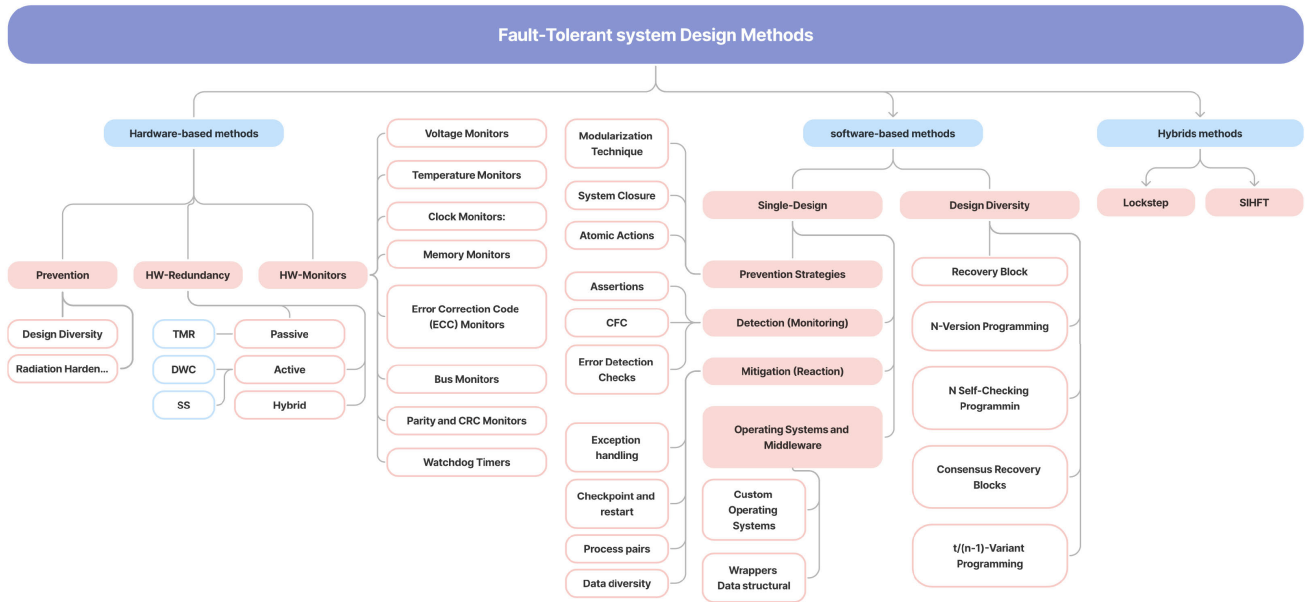 Fault-Tolerant system Design Methods
Hardware-based methods
Prevention
Design Diversity
Radiation Harden...
HW-Redundancy
Passive
TMR
Active
DWC
SS
Hybrid
HW-Monitors
Voltage Monitors
Temperature Monitors
Clock Monitors:
Memory Monitors
Error Correction Code
(ECC) Monitors
Bus Monitors
Parity and CRC Monitors
Watchdog Timers
software-based methods
Single-Design
Prevention Strategies
Modularization
Technique
System Closure
Atomic Actions
Detection (Monitoring)
Assertions
CFC
Error Detection
Checks
Mitigation (Reaction)
Exception
handling
Checkpoint and
restart
Process pairs
Data diversity
Operating Systems and
Middleware
Custom
Operating
Systems
Wrappers
Data structural
Design Diversity
Recovery Block
N-Version Programming
N Self-Checking
Programmin
Consensus Recovery
Blocks
t/(n-1)-Variant
Programming
Hybrids methods
Lockstep
SIHFT